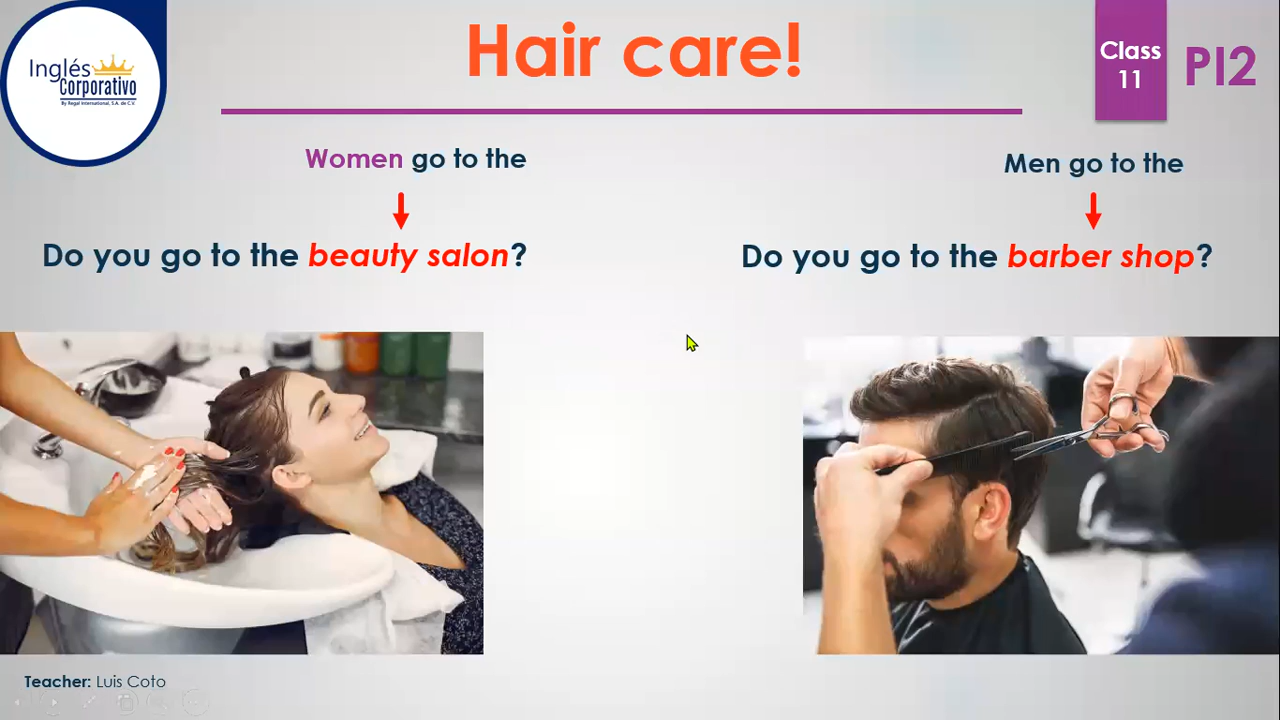 Inglés
Corporativo
By Regal International, S.A. de C.V.
Hair care!
Class
11
PI2
Women go to the
Do you go to the beauty salon?
Men go to the
Do you go to the barber shop?
Teacher: Luis Coto